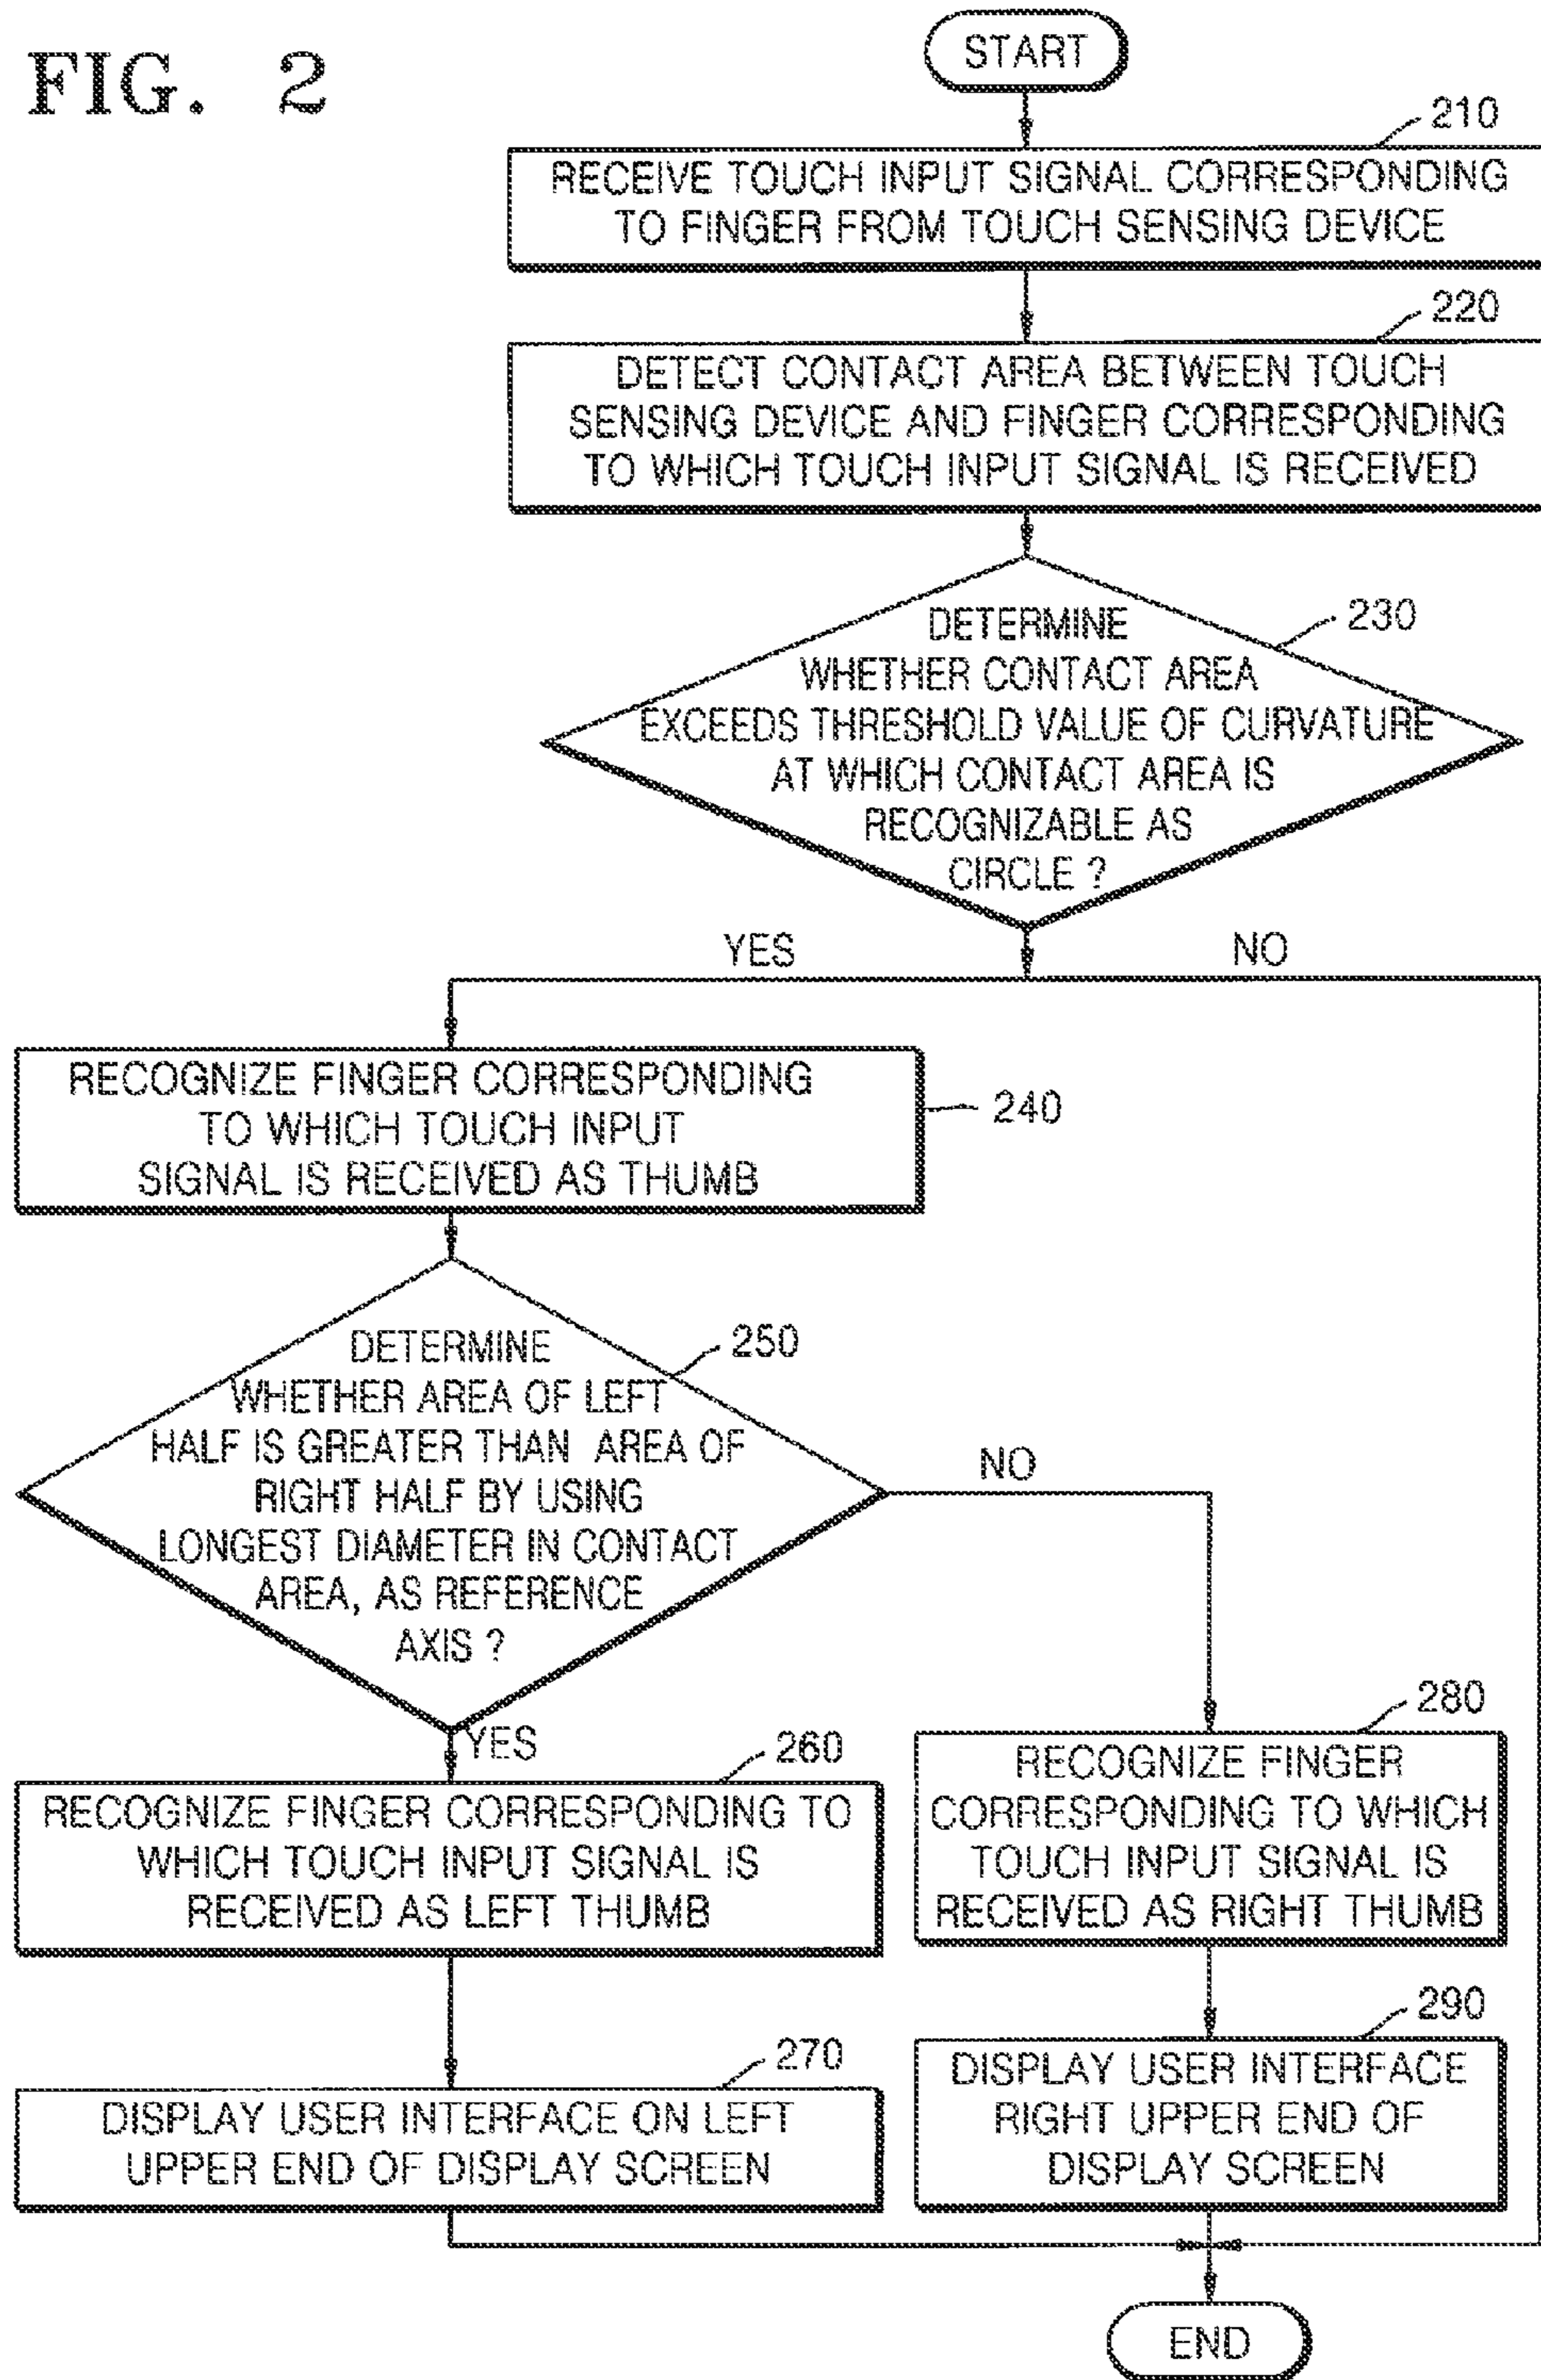 FIG. 2
START
210
RECEIVE TOUCH INPUT SIGNAL CORRESPONDING
TO FINGER FROM TOUCH SENSING DEVICE
220
DETECT CONTACT AREA BETWEEN TOUCH
SENSING DEVICE AND FINGER CORRESPONDING
TO WHICH TOUCH INPUT SIGNAL IS RECEIVED
230
DETERMINE
WHETHER CONTACT AREA
EXCEEDS THRESHOLD VALUE OF CURVATURE
AT WHICH CONTACT AREA IS
RECOGNIZABLE AS
CIRCLE ?
YES
NO
RECOGNIZE FINGER CORRESPONDING
TO WHICH TOUCH INPUT
SIGNAL IS RECEIVED AS THUMB
240
250
DETERMINE
WHETHER AREA OF LEFT
HALF IS GREATER THAN AREA OF
RIGHT HALF BY USING
LONGEST DIAMETER IN CONTACT
AREA, AS REFERENCE
AXIS ?
NO
YES
260
RECOGNIZE FINGER CORRESPONDING TO
WHICH TOUCH INPUT SIGNAL IS
RECEIVED AS LEFT THUMB
280
RECOGNIZE FINGER
CORRESPONDING TO WHICH
TOUCH INPUT SIGNAL IS
RECEIVED AS RIGHT THUMB
270
DISPLAY USER INTERFACE ON LEFT
UPPER END OF DISPLAY SCREEN
290
DISPLAY USER INTERFACE
RIGHT UPPER END OF
DISPLAY SCREEN
END